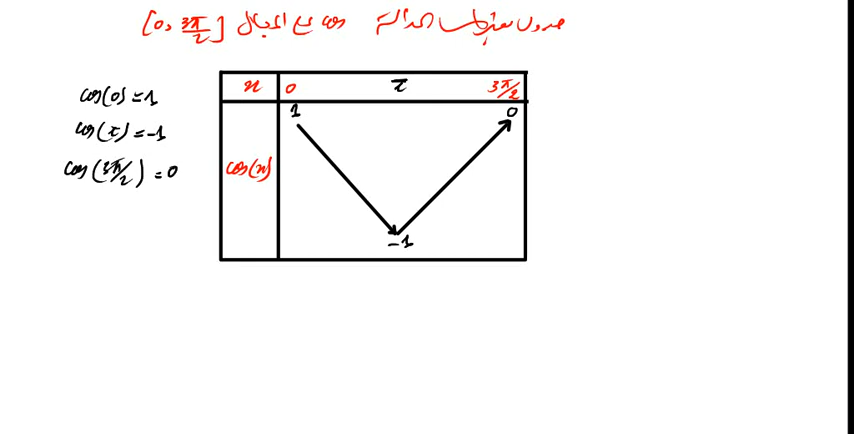 جدول تغيرات الدالة cos على المجال [0, 3π/2]
x 0 π 3π/2
cos(0)=1
cos(π)=-1
cos(3π/2)=0
1 0
cos(x)
-1